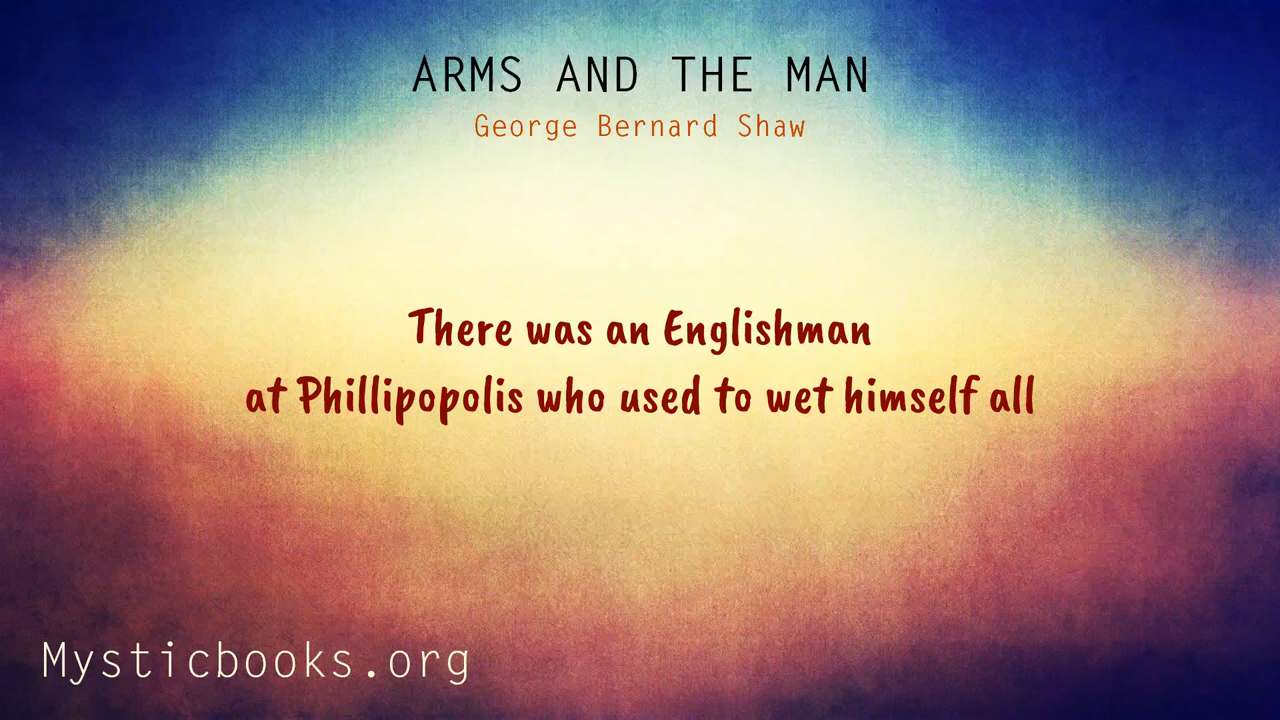 ARMS AND THE MAN
George Bernard Shaw
There was an Englishman
at Phillipopolis who used to wet himself all
Mysticbooks.org